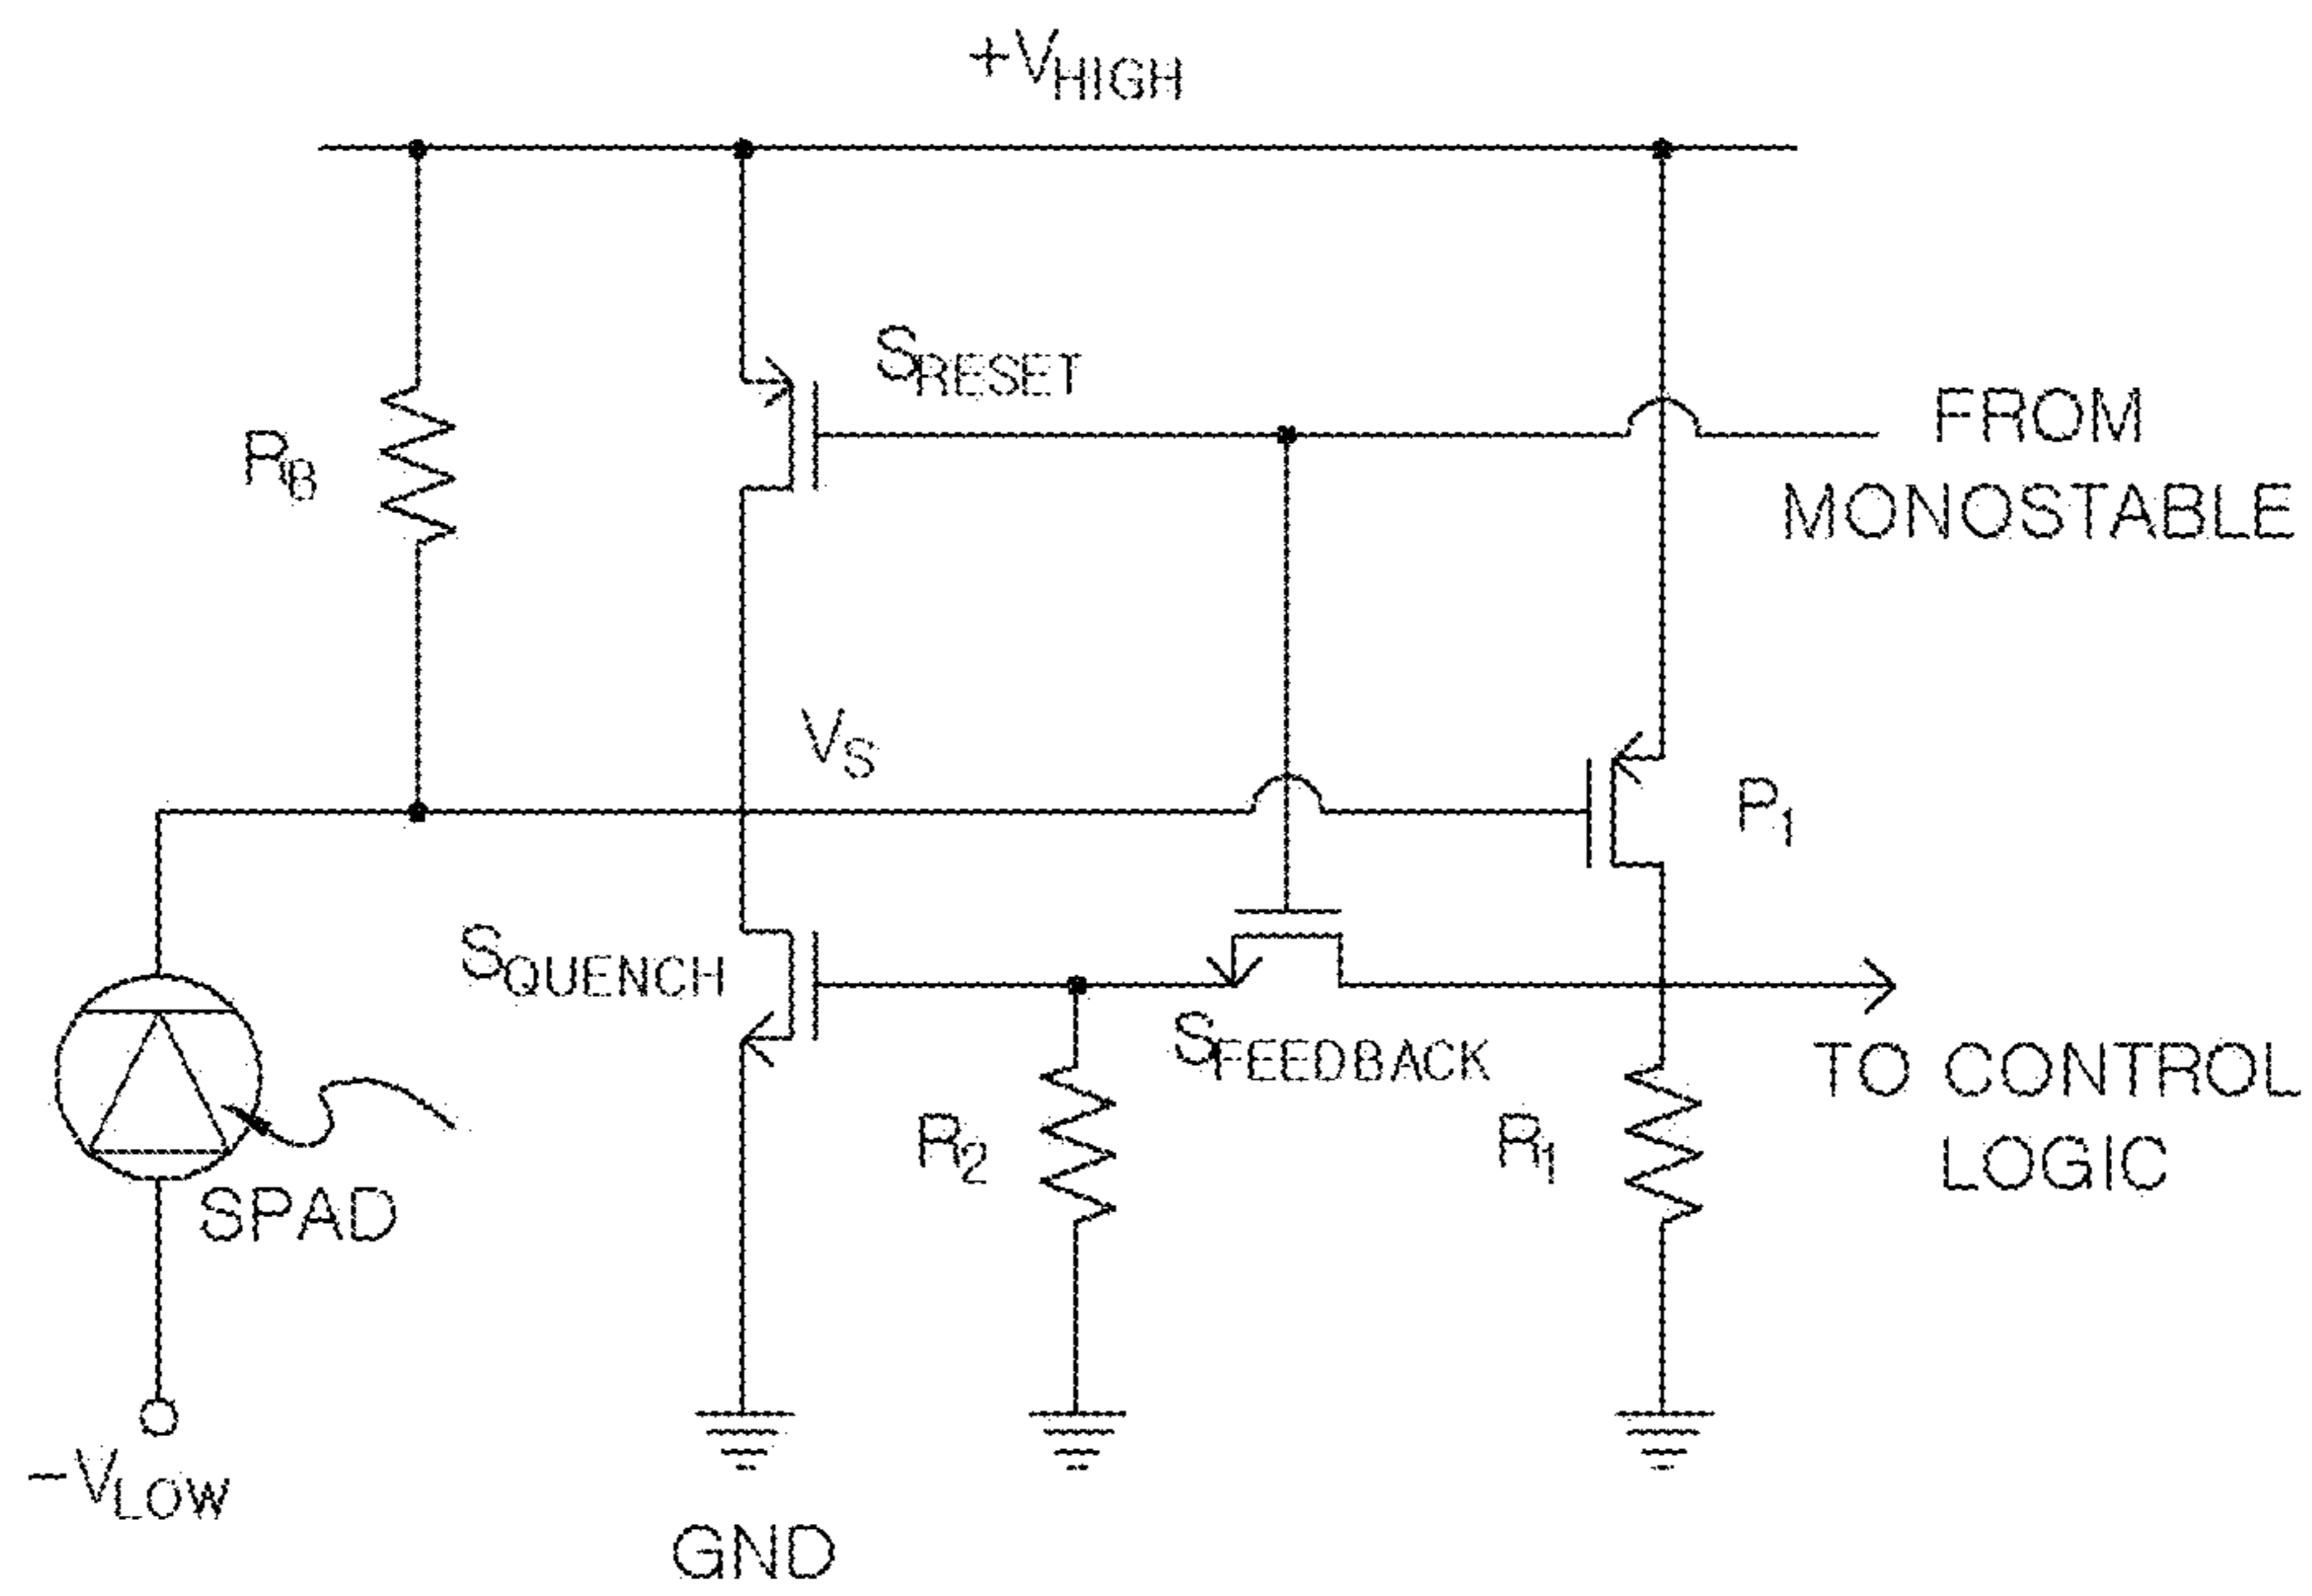 +VHIGH
SRESET
FROM
MONOSTABLE
RB
VS
P1
SQUENCH
SFEEDBACK
TO CONTROL
LOGIC
R2
R1
SPAD
-VLOW
GND